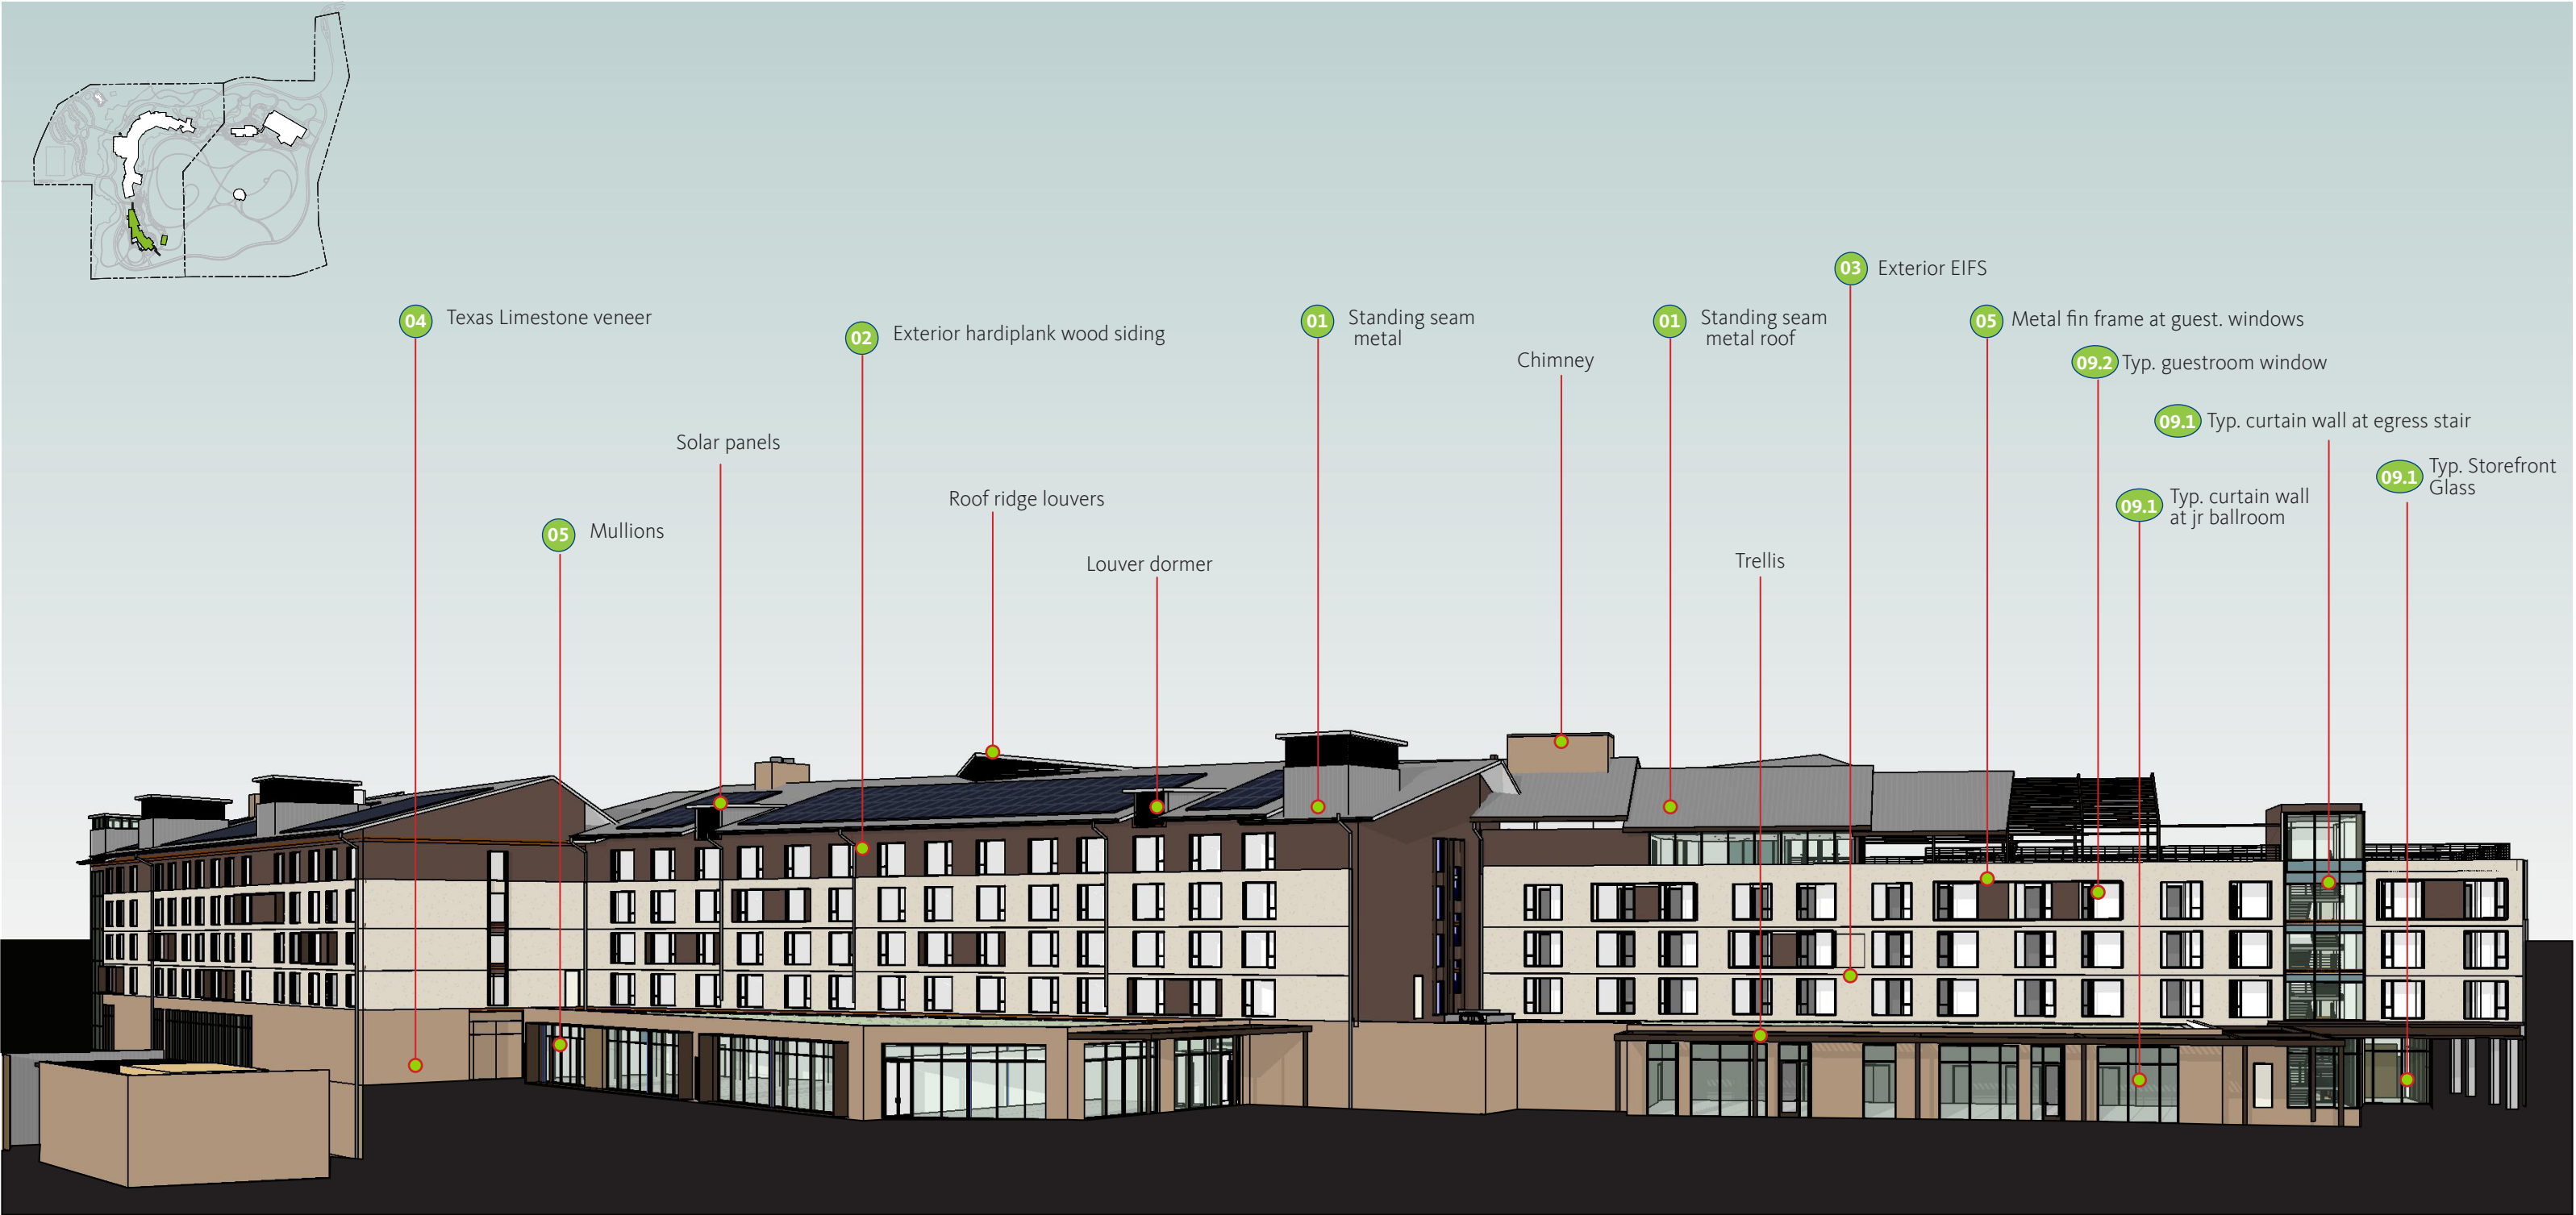 03 Exterior EIFS
04 Texas Limestone veneer
02 Exterior hardiplank wood siding
01 Standing seam
metal
01 Standing seam
metal roof
05 Metal fin frame at guest. windows
Chimney
09.2 Typ. guestroom window
09.1 Typ. curtain wall at egress stair
Solar panels
09.1 Typ. Storefront
Glass
Roof ridge louvers
09.1 Typ. curtain wall
at jr ballroom
05 Mullions
Louver dormer
Trellis